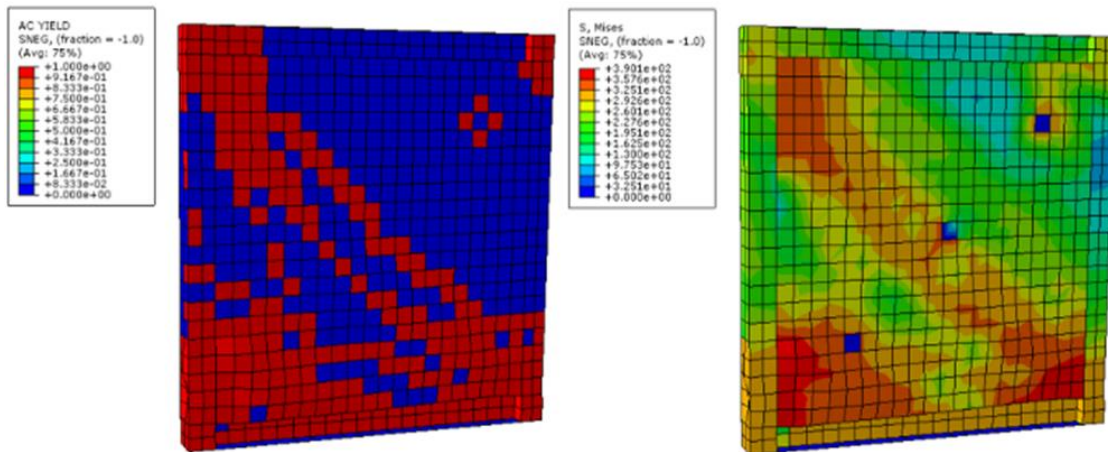 AC YIELD
SNEG, (fraction = -1.0)
(Avg: 75%)
+1.000e+00
+9.167e-01
+8.333e-01
+7.500e-01
+6.667e-01
+5.833e-01
+5.000e-01
+4.167e-01
+3.333e-01
+2.500e-01
+1.667e-01
+8.333e-02
+0.000e+00
S, Mises
SNEG, (fraction = -1.0)
(Avg: 75%)
+3.901e+02
+3.576e+02
+3.251e+02
+2.926e+02
+2.601e+02
+2.276e+02
+1.951e+02
+1.625e+02
+1.300e+02
+9.753e+01
+6.502e+01
+3.251e+01
+0.000e+00